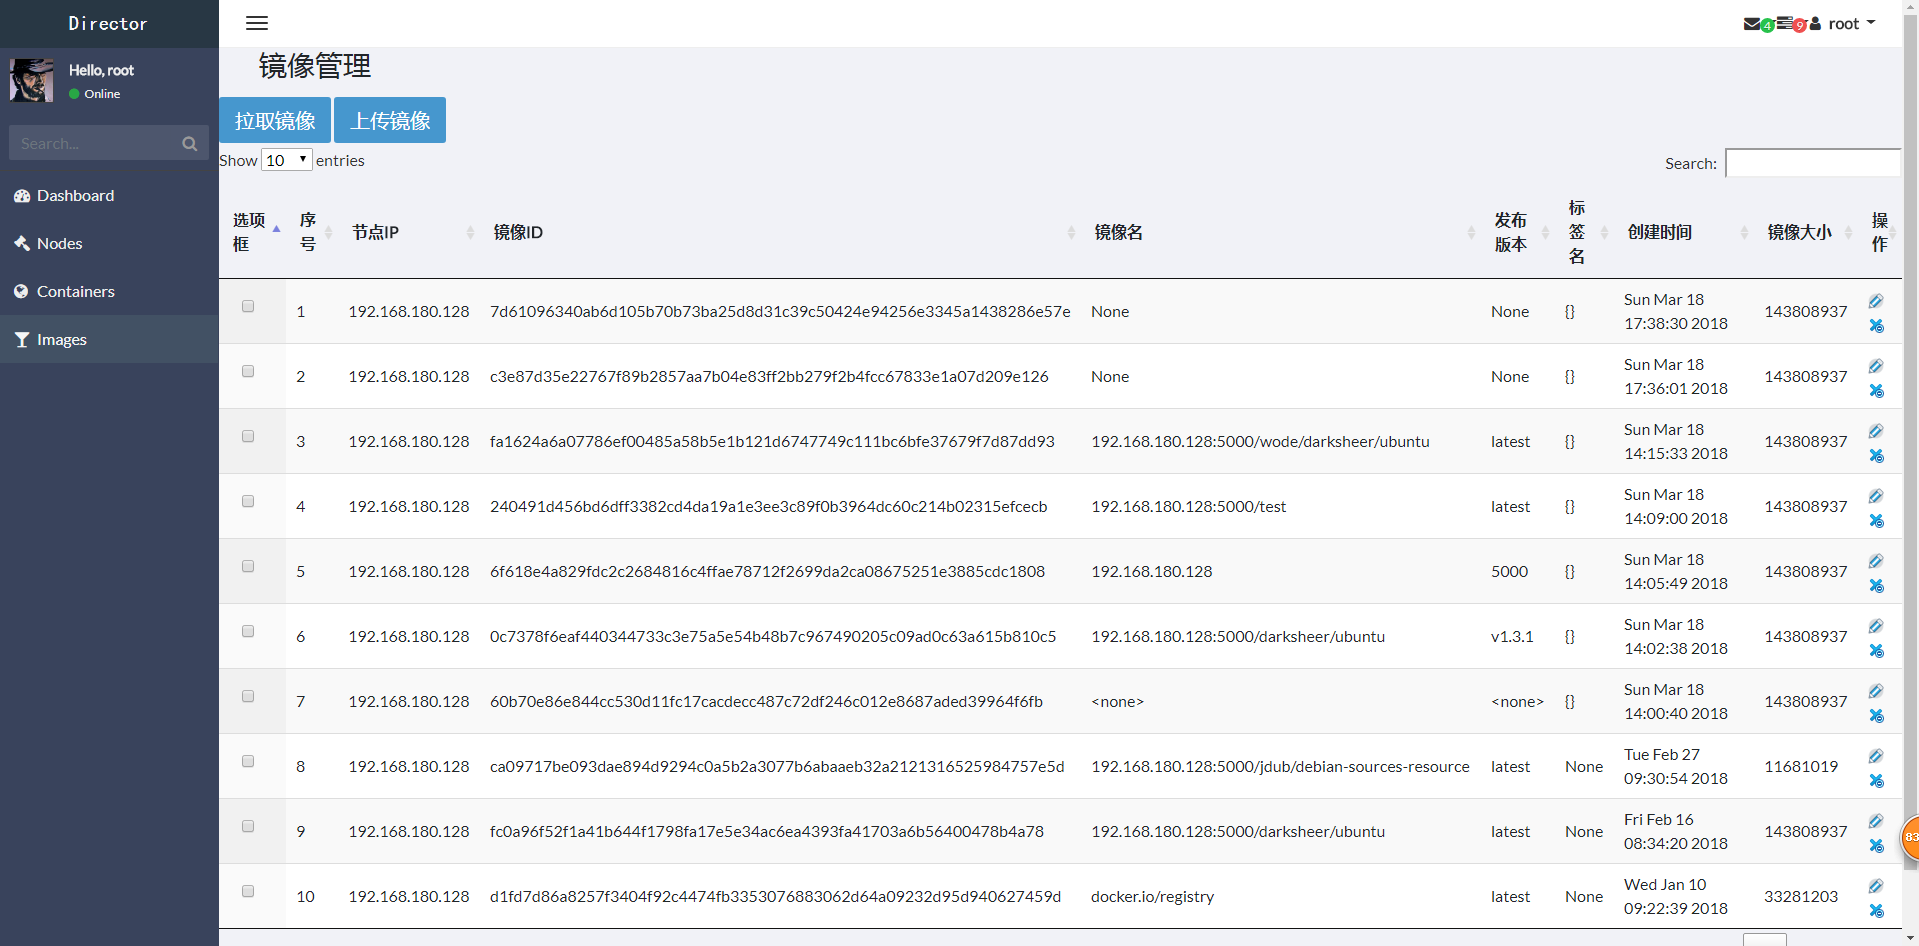 Director
4 9 root
Hello, root
Online
Search...
Dashboard
Nodes
Containers
Images
镜像管理
拉取镜像 上传镜像
Show 10 entries
Search:
选项框 序号 节点IP 镜像ID 镜像名 发布版本 标签名 创建时间 镜像大小 操作
1 192.168.180.128 7d61096340ab6d105b70b73ba25d8d31c39c50424e94256e3345a1438286e57e None None {} Sun Mar 18 17:38:30 2018 143808937
2 192.168.180.128 c3e87d35e22767f89b2857aa7b04e83ff2bb279f2b4fcc67833e1a07d209e126 None None {} Sun Mar 18 17:36:01 2018 143808937
3 192.168.180.128 fa1624a6a07786ef00485a58b5e1b121d6747749c111bc6bfe37679f7d87dd93 192.168.180.128:5000/wode/darksheer/ubuntu latest {} Sun Mar 18 14:15:33 2018 143808937
4 192.168.180.128 240491d456bd6dff3382cd4da19a1e3ee3c89f0b3964dc60c214b02315efcecb 192.168.180.128:5000/test latest {} Sun Mar 18 14:09:00 2018 143808937
5 192.168.180.128 6f618e4a829fdc2c2684816c4ffae78712f2699da2ca08675251e3885cdc1808 192.168.180.128 5000 {} Sun Mar 18 14:05:49 2018 143808937
6 192.168.180.128 0c7378f6eaf440344733c3e75a5e54b48b7c967490205c09ad0c63a615b810c5 192.168.180.128:5000/darksheer/ubuntu v1.3.1 {} Sun Mar 18 14:02:38 2018 143808937
7 192.168.180.128 60b70e86e844cc530d11fc17cacdecc487c72df246c012e8687aded39964f6fb <none> <none> {} Sun Mar 18 14:00:40 2018 143808937
8 192.168.180.128 ca09717be093dae894d9294c0a5b2a3077b6abaaeb32a2121316525984757e5d 192.168.180.128:5000/jdub/debian-sources-resource latest None Tue Feb 27 09:30:54 2018 11681019
9 192.168.180.128 fc0a96f52f1a41b644f1798fa17e5e34ac6ea4393fa41703a6b56400478b4a78 192.168.180.128:5000/darksheer/ubuntu latest None Fri Feb 16 08:34:20 2018 143808937
10 192.168.180.128 d1fd7d86a8257f3404f92c4474fb3353076883062d64a09232d95d940627459d docker.io/registry latest None Wed Jan 10 09:22:39 2018 33281203
83